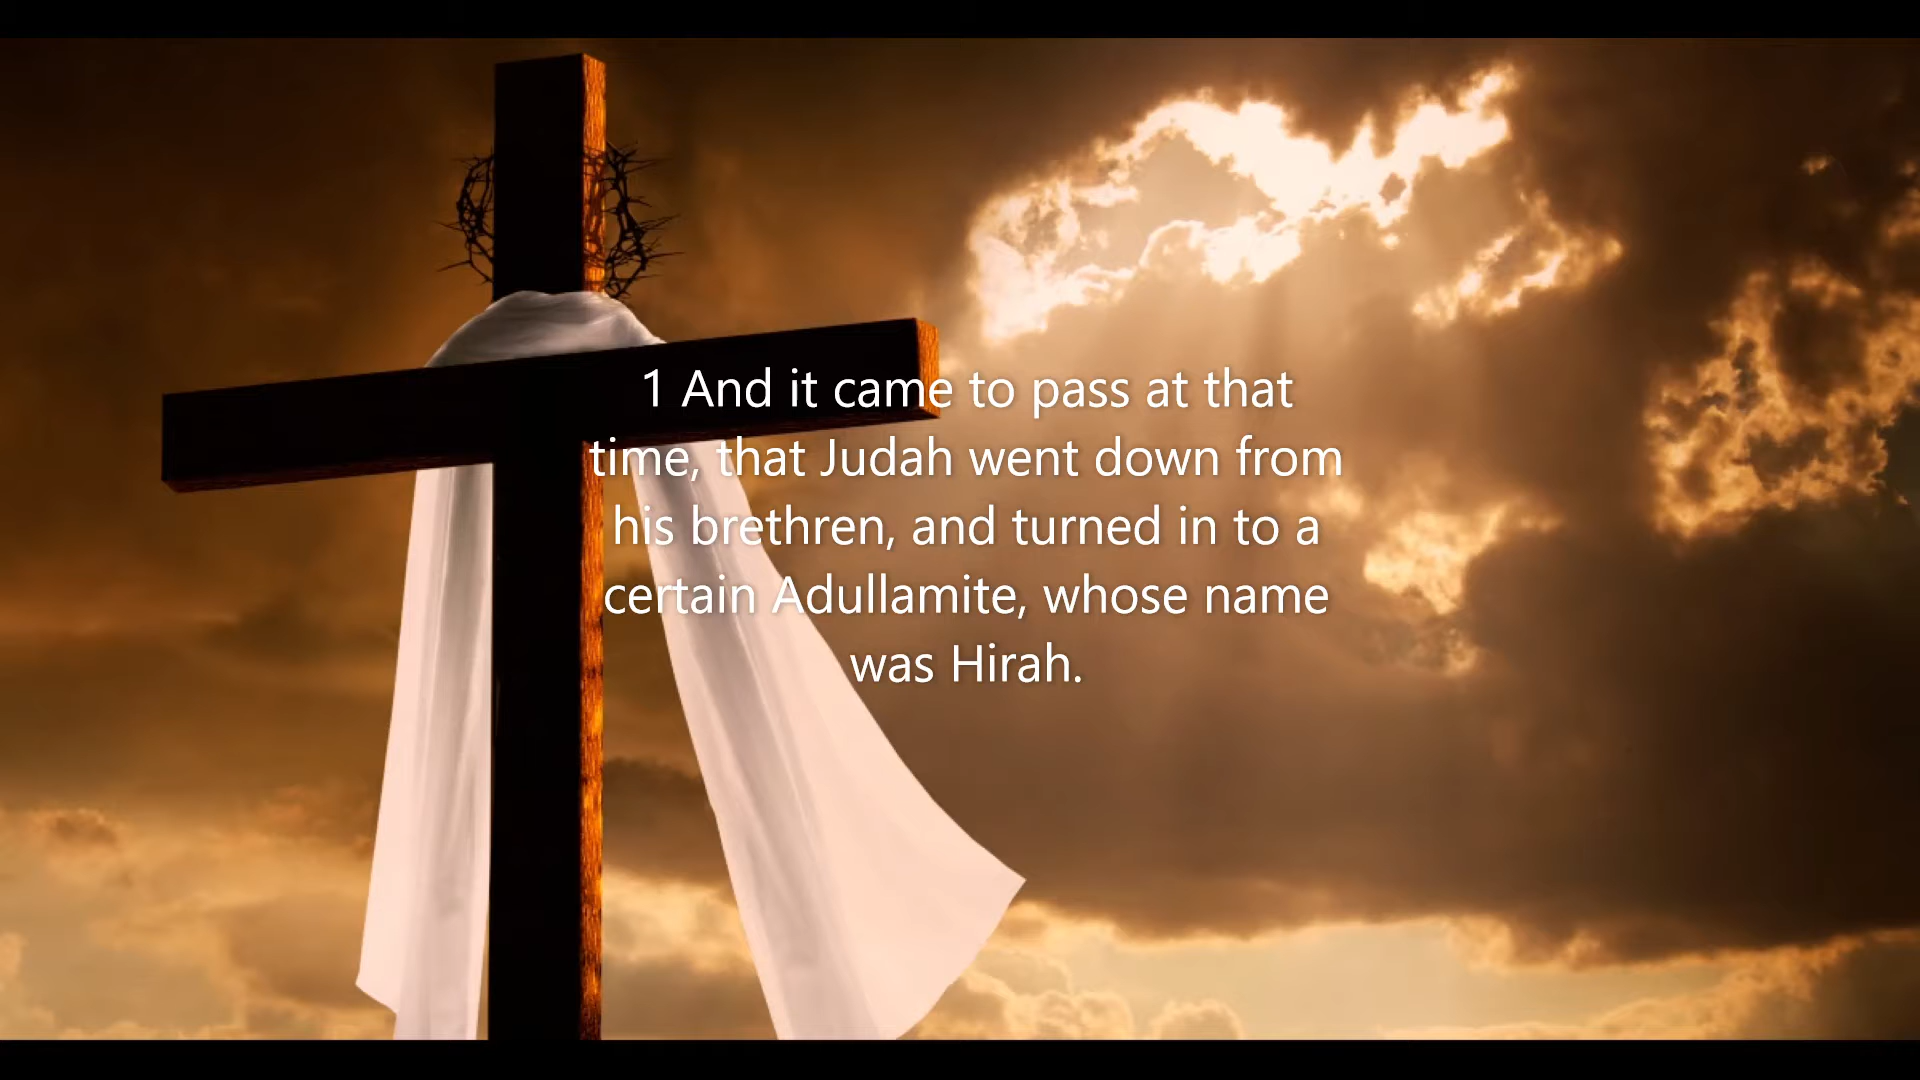 1 And it came to pass at that
time, that Judah went down from
his brethren, and turned in to a
certain Adullamite, whose name
was Hirah.